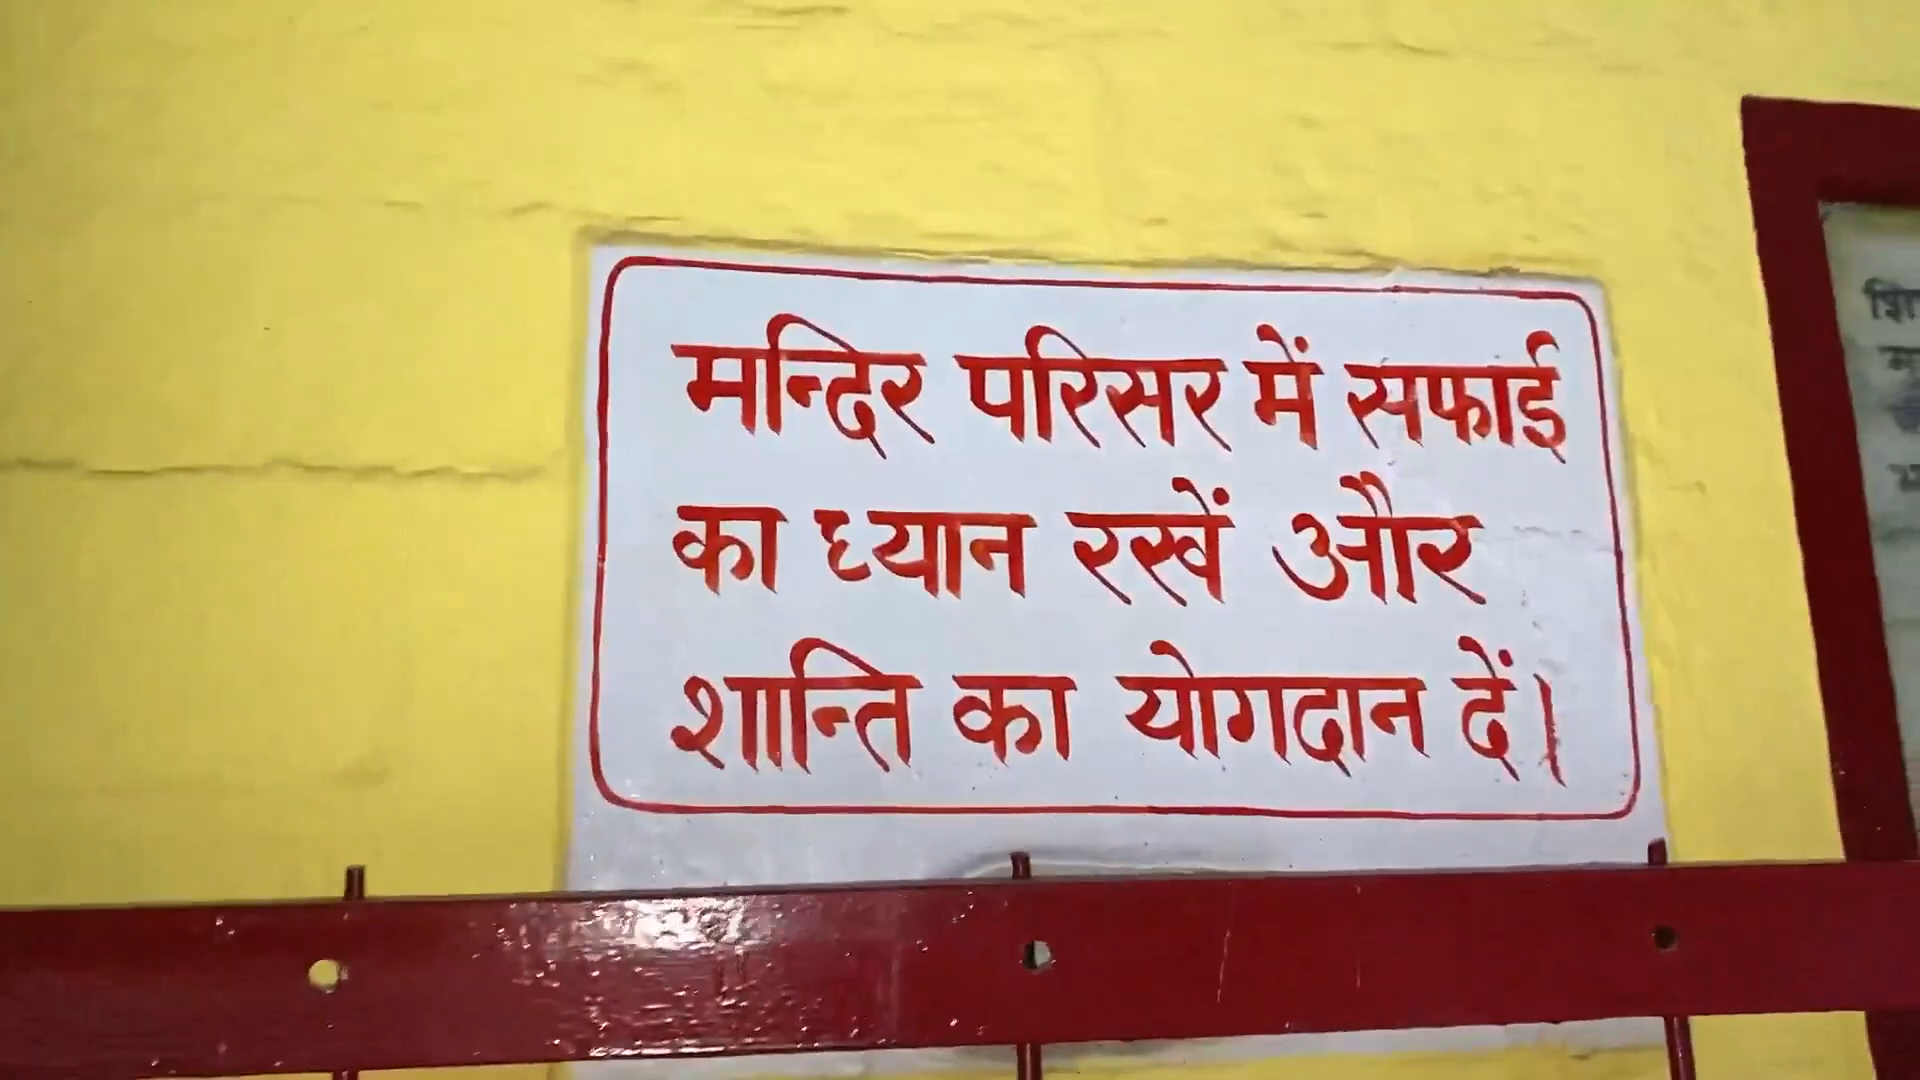 मन्दिर परिसर में सफाई
का ध्यान रखें और
शान्ति का योगदान दें।